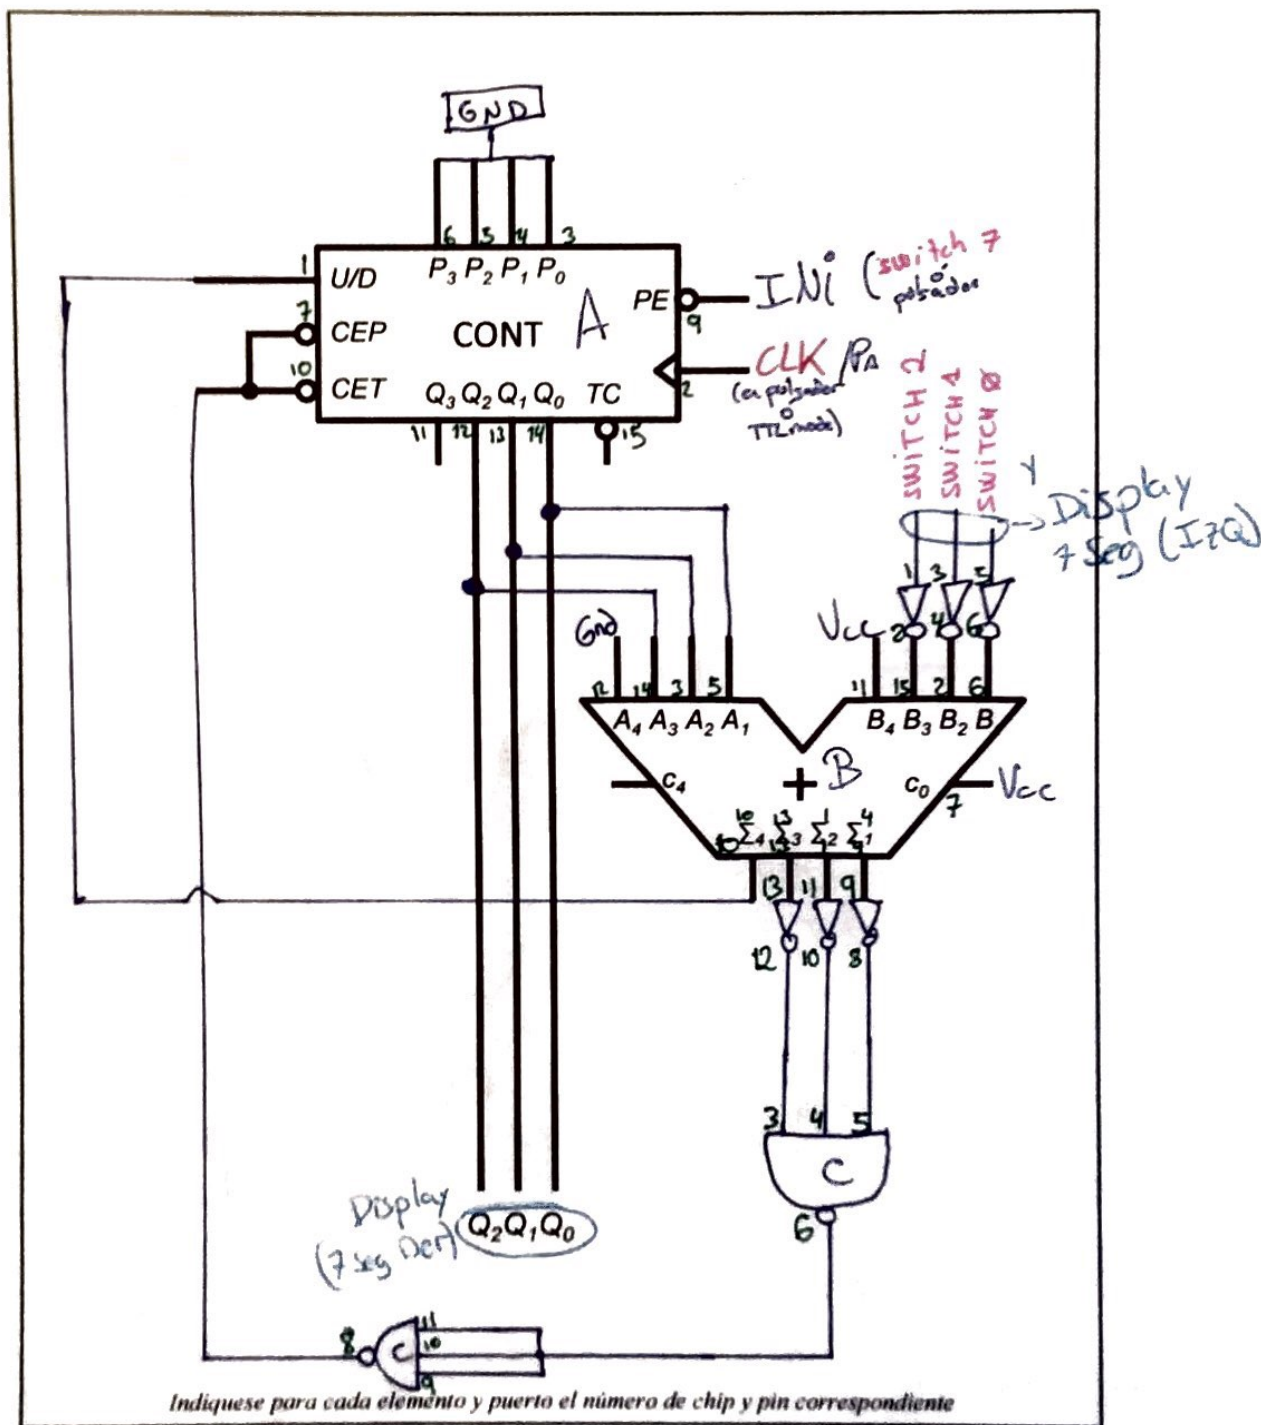 GND
6 5 4 3
1 U/D P3 P2 P1 P0
7 CEP CONT A PE 9 INi (switch 7
ó
pulsador
10 CET 2 CLK /PA
(en pulsador
ó
TTL mode)
Q3 Q2 Q1 Q0 TC
11 12 13 14 15
SWITCH 2
SWITCH 1
SWITCH 0
Y
Display
7 Seg (IZQ)
1 3 5
Gnd Vcc 2 4 6
12 14 3 5 11 15 2 6
A4 A3 A2 A1 B4 B3 B2 B
C4 + B C0 Vcc
7
10 13 1 4
Σ4 Σ3 Σ2 Σ1
13 11 9
12 10 8
3 4 5
C
6
Display
(7 seg Der)
Q2 Q1 Q0
8 C 11
10
9
Indíquese para cada elemento y puerto el número de chip y pin correspondiente